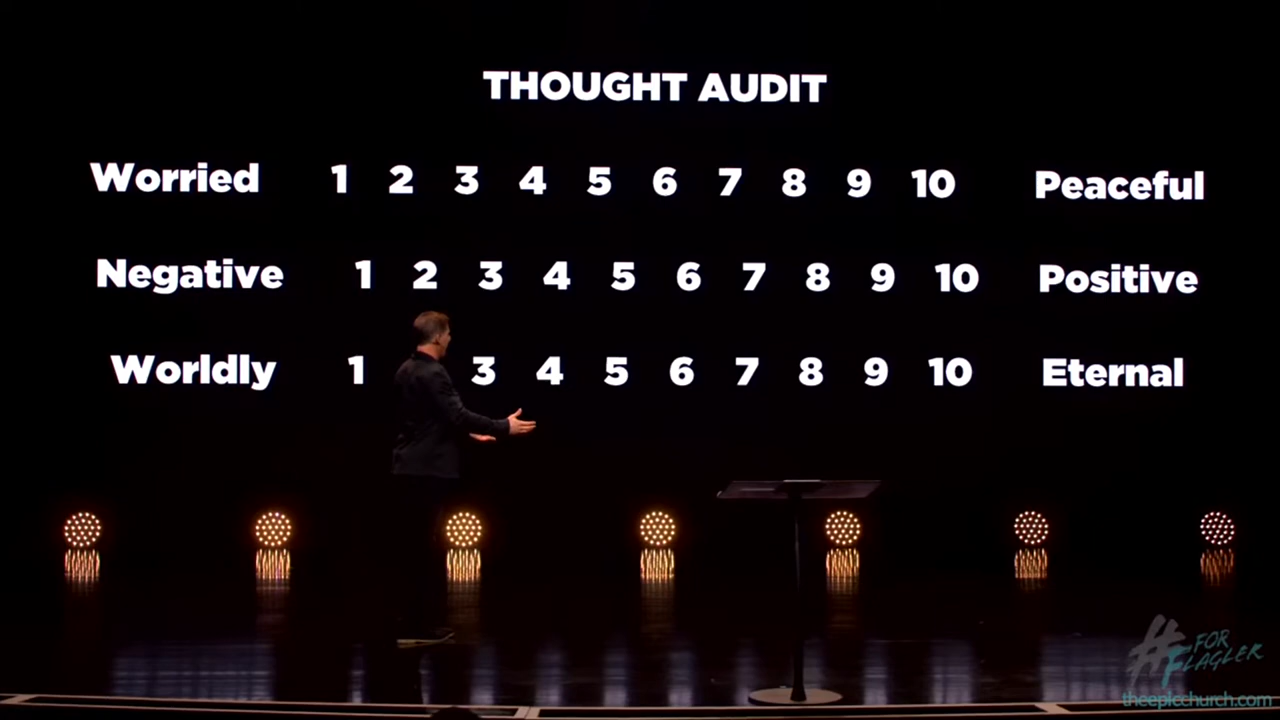 THOUGHT AUDIT
Worried 1 2 3 4 5 6 7 8 9 10 Peaceful
Negative 1 2 3 4 5 6 7 8 9 10 Positive
Worldly 1 3 4 5 6 7 8 9 10 Eternal
#FOR FLAGLER
theepicchurch.com